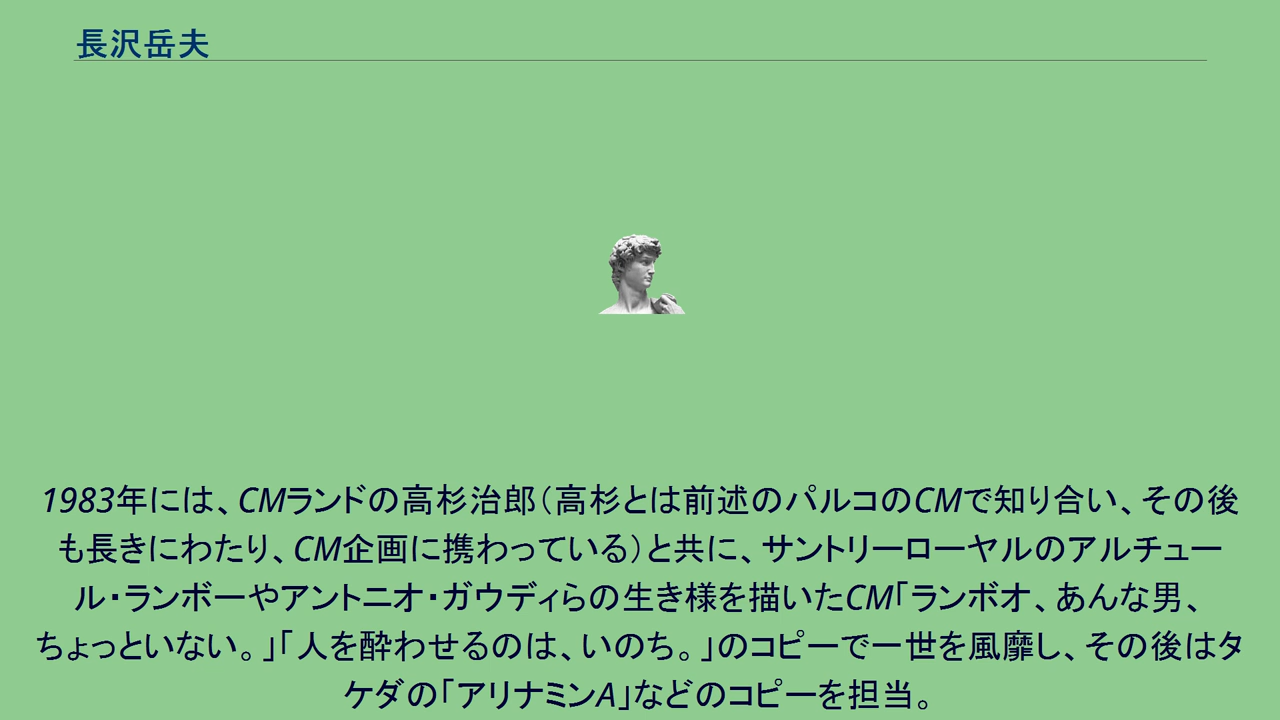 長沢岳夫
1983年には、CMランドの高杉治郎（高杉とは前述のパルコのCMで知り合い、その後
も長きにわたり、CM企画に携わっている）と共に、サントリーローヤルのアルチュー
ル・ランボーやアントニオ・ガウディらの生き様を描いたCM「ランボオ、あんな男、
ちょっといない。」「人を酔わせるのは、いのち。」のコピーで一世を風靡し、その後はタ
ケダの「アリナミンA」などのコピーを担当。